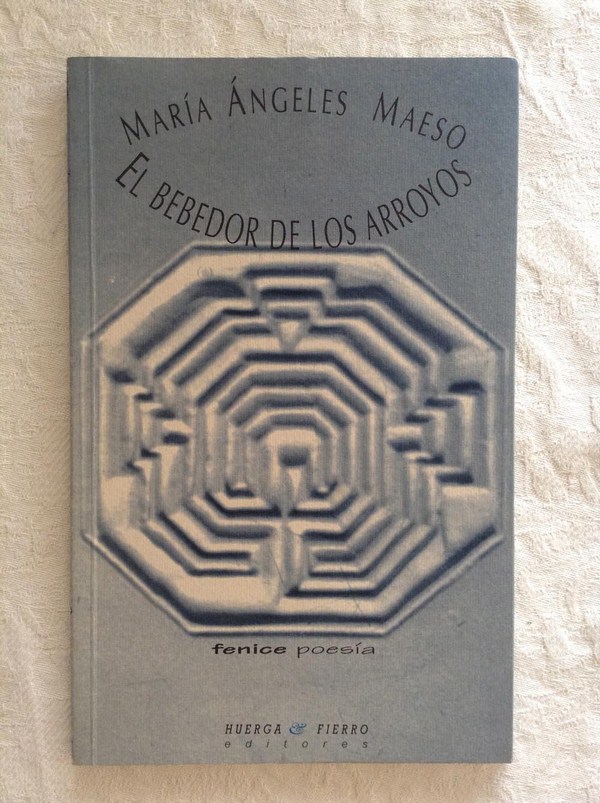 MARÍA ÁNGELES MAESO
EL BEBEDOR DE LOS ARROYOS
fenice poesía
HUERGA & FIERRO
editores